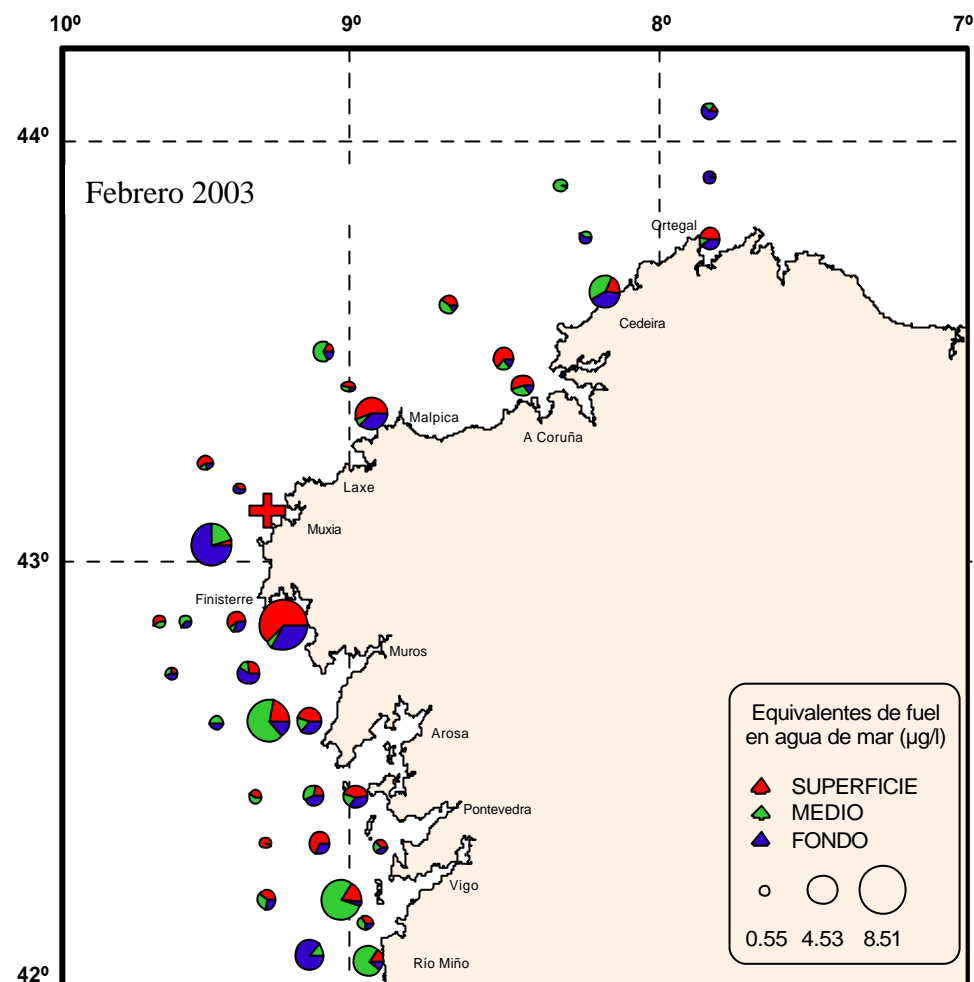 10º 9º 8º 7º
44º
Febrero 2003
Ortegal
Cedeira
Malpica
A Coruña
Laxe
Muxia
43º
Finisterre
Muros
Arosa
Pontevedra
Vigo
Río Miño
42º
Equivalentes de fuel
en agua de mar (µg/l)
SUPERFICIE
MEDIO
FONDO
0.55 4.53 8.51